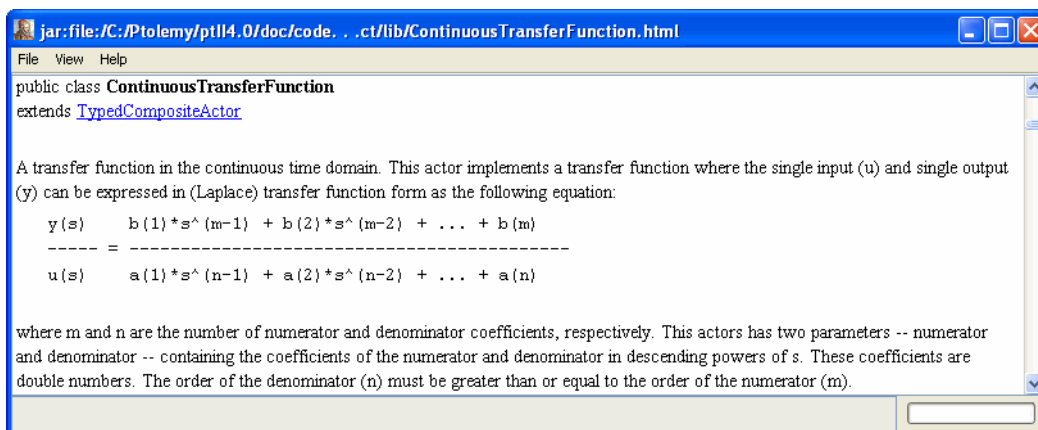 jar:file:/C:/Ptolemy/ptII4.0/doc/code. . .ct/lib/ContinuousTransferFunction.html
File View Help
public class ContinuousTransferFunction
extends TypedCompositeActor
A transfer function in the continuous time domain. This actor implements a transfer function where the single input (u) and single output
(y) can be expressed in (Laplace) transfer function form as the following equation:
y(s) b(1)*s^(m-1) + b(2)*s^(m-2) + ... + b(m)
----- = -------------------------------------------
u(s) a(1)*s^(n-1) + a(2)*s^(n-2) + ... + a(n)
where m and n are the number of numerator and denominator coefficients, respectively. This actors has two parameters -- numerator
and denominator -- containing the coefficients of the numerator and denominator in descending powers of s. These coefficients are
double numbers. The order of the denominator (n) must be greater than or equal to the order of the numerator (m).